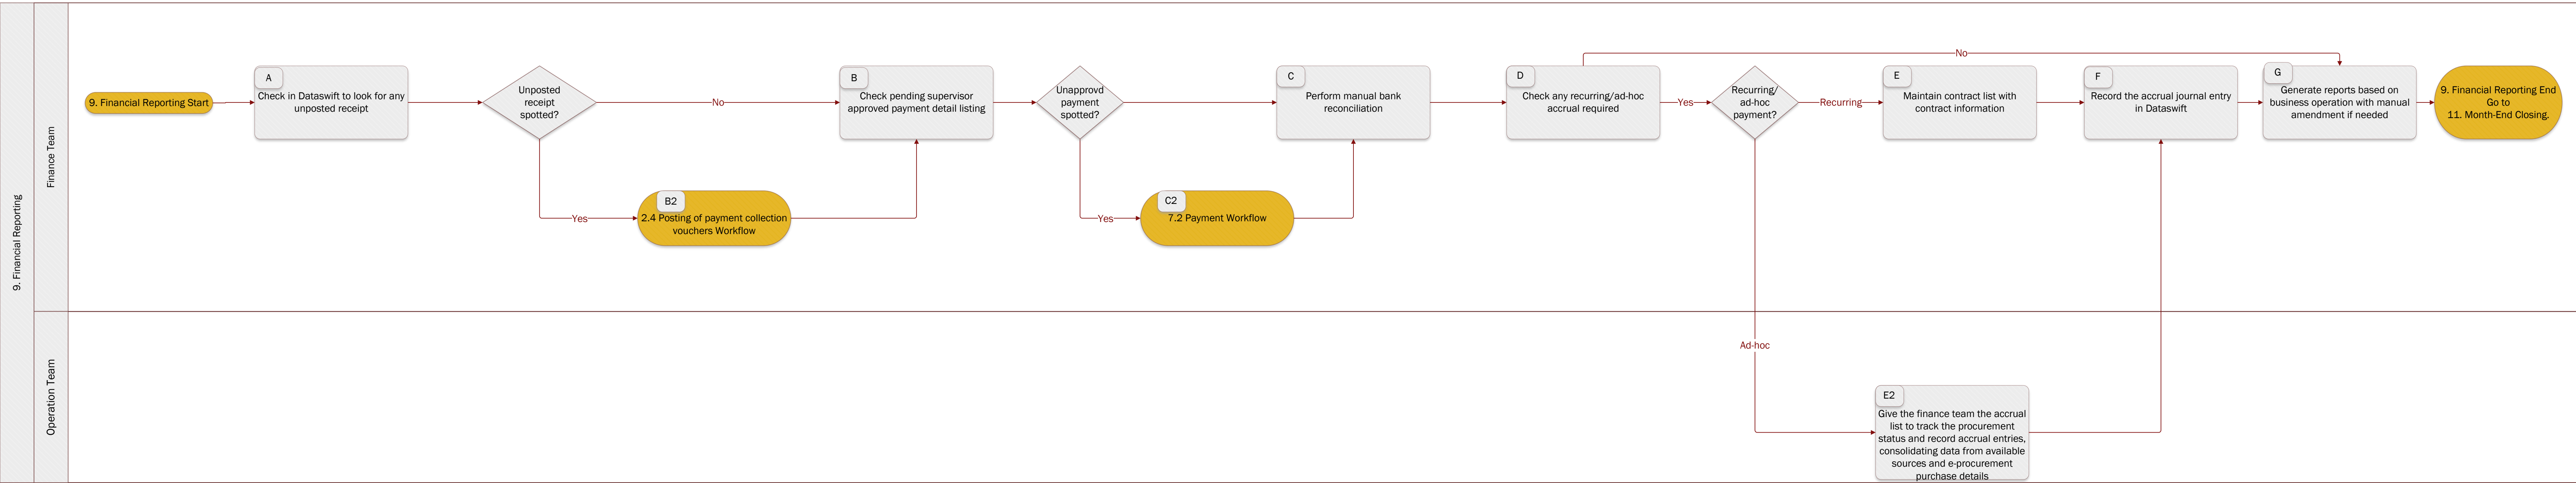 9. Financial Reporting
Finance Team
9. Financial Reporting Start
A
Check in Dataswift to look for any
unposted receipt
Unposted
receipt
spotted?
No
Yes
B2
2.4 Posting of payment collection
vouchers Workflow
B
Check pending supervisor
approved payment detail listing
Unapprovd
payment
spotted?
Yes
C2
7.2 Payment Workflow
C
Perform manual bank
reconciliation
D
Check any recurring/ad-hoc
accrual required
No
Yes
Recurring/
ad-hoc
payment?
Recurring
E
Maintain contract list with
contract information
F
Record the accrual journal entry
in Dataswift
G
Generate reports based on
business operation with manual
amendment if needed
9. Financial Reporting End
Go to
11. Month-End Closing.
Operation Team
Ad-hoc
E2
Give the finance team the accrual
list to track the procurement
status and record accrual entries,
consolidating data from available
sources and e-procurement
purchase details